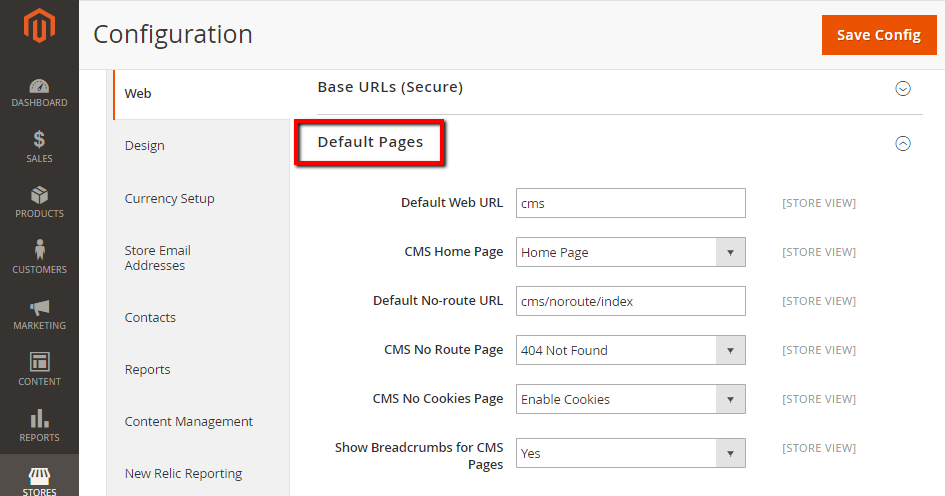 Configuration
Save Config
DASHBOARD
SALES
PRODUCTS
CUSTOMERS
MARKETING
CONTENT
REPORTS
STORES
Web
Design
Currency Setup
Store Email
Addresses
Contacts
Reports
Content Management
New Relic Reporting
Base URLs (Secure)
Default Pages
Default Web URL cms [STORE VIEW]
CMS Home Page Home Page [STORE VIEW]
Default No-route URL cms/noroute/index [STORE VIEW]
CMS No Route Page 404 Not Found [STORE VIEW]
CMS No Cookies Page Enable Cookies [STORE VIEW]
Show Breadcrumbs for CMS
Pages Yes [STORE VIEW]